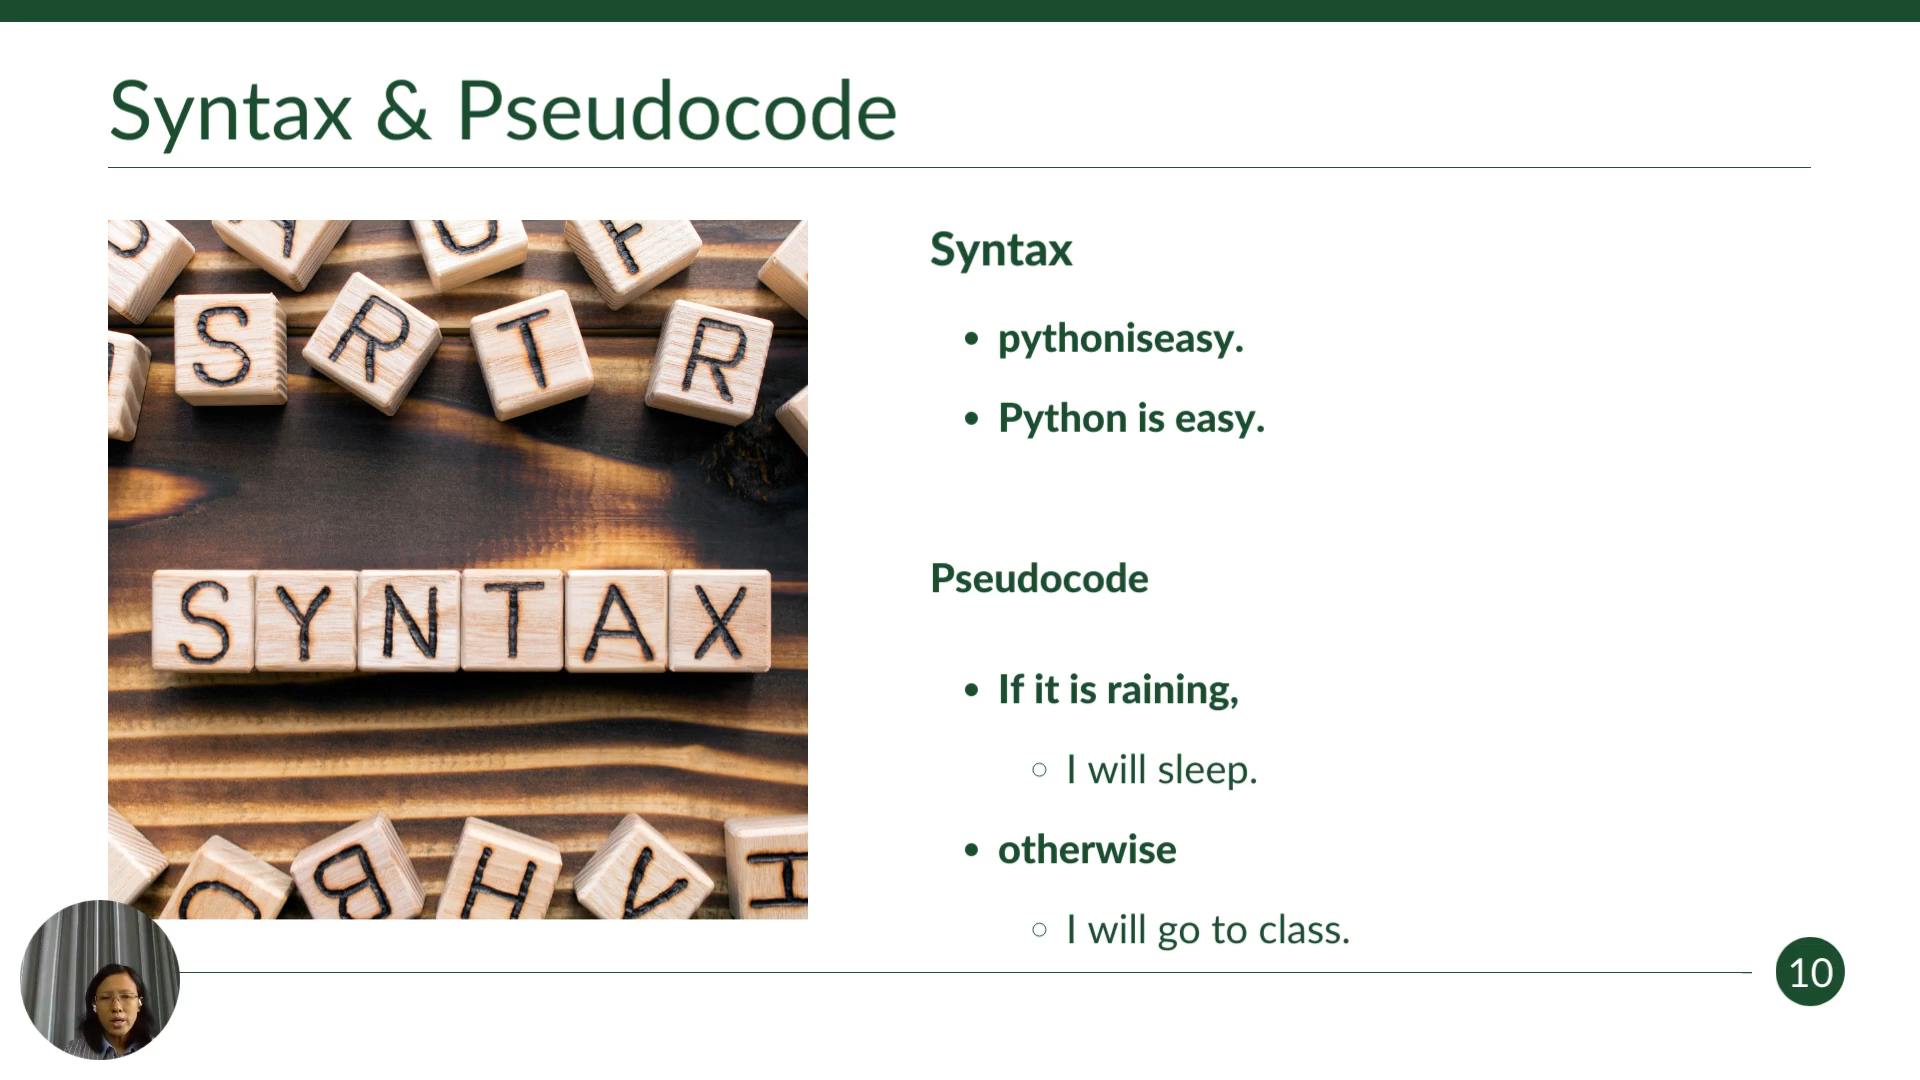 Syntax & Pseudocode
S R T R
SYNTAX
B H V
Syntax
pythoniseasy.
Python is easy.
Pseudocode
If it is raining,
I will sleep.
otherwise
I will go to class.
10